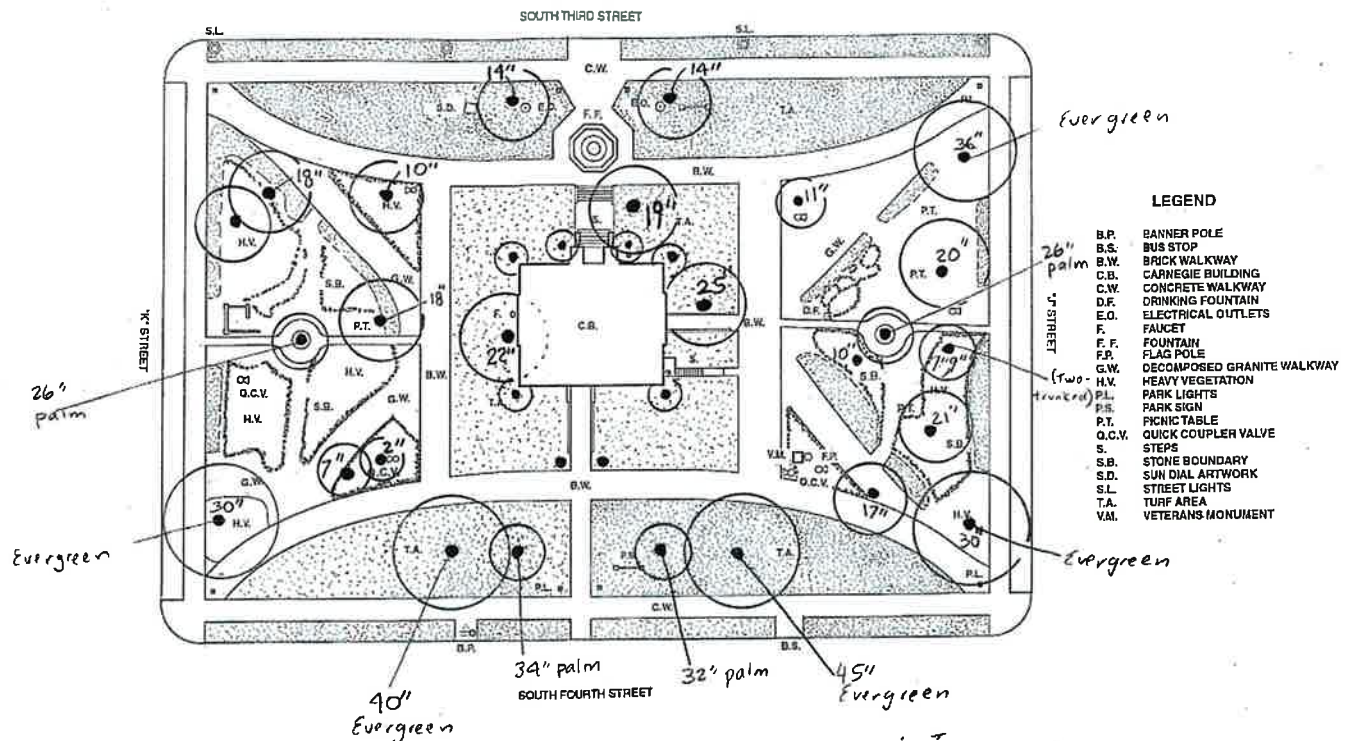 SOUTH THIRD STREET
S.L.
S.L.
C.W.
14"
14"
S.D.
E.O.
E.O.
T.A.
F.F.
P.L.
36"
Evergreen
B.W.
18"
10"
H.V.
H.V.
19"
T.A.
S.
11"
P.T.
G.W.
20"
P.T.
26"
palm
G.W.
S.B.
18"
P.T.
25"
F.
C.B.
22"
B.W.
D.F.
'K' STREET
'J' STREET
26"
palm
H.V.
Q.C.V.
H.V.
S.B.
G.W.
B.W.
S.
10"
S.B.
7"9"
(Two-
trunked)
H.V.
P.T.
21"
S.B.
7"
2"
Q.C.V.
V.M.
F.P.
Q.C.V.
G.W.
30"
H.V.
Evergreen
B.W.
17"
H.V.
30"
Evergreen
T.A.
P.L.
P.S.
T.A.
P.L.
C.W.
B.P.
B.S.
34" palm
32" palm
45"
Evergreen
40"
Evergreen
SOUTH FOURTH STREET
LEGEND
B.P. BANNER POLE
B.S. BUS STOP
B.W. BRICK WALKWAY
C.B. CARNEGIE BUILDING
C.W. CONCRETE WALKWAY
D.F. DRINKING FOUNTAIN
E.O. ELECTRICAL OUTLETS
F. FAUCET
F.F. FOUNTAIN
F.P. FLAG POLE
G.W. DECOMPOSED GRANITE WALKWAY
H.V. HEAVY VEGETATION
P.L. PARK LIGHTS
P.S. PARK SIGN
P.T. PICNIC TABLE
Q.C.V. QUICK COUPLER VALVE
S. STEPS
S.B. STONE BOUNDARY
S.D. SUN DIAL ARTWORK
S.L. STREET LIGHTS
T.A. TURF AREA
V.M. VETERANS MONUMENT